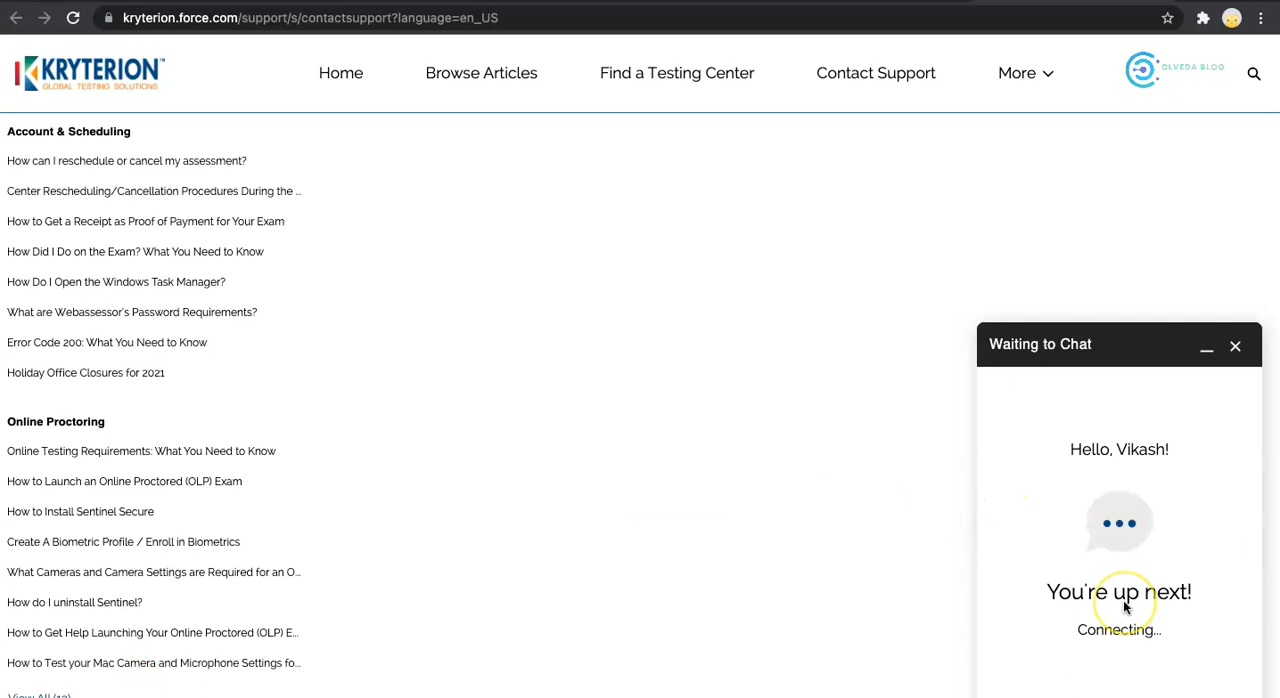 kryterion.force.com/support/s/contactsupport?language=en_US
KRYTERION™
GLOBAL TESTING SOLUTIONS
Home
Browse Articles
Find a Testing Center
Contact Support
More
OLVEDA BLOG
Account & Scheduling
How can I reschedule or cancel my assessment?
Center Rescheduling/Cancellation Procedures During the ...
How to Get a Receipt as Proof of Payment for Your Exam
How Did I Do on the Exam? What You Need to Know
How Do I Open the Windows Task Manager?
What are Webassessor's Password Requirements?
Error Code 200: What You Need to Know
Holiday Office Closures for 2021
Online Proctoring
Online Testing Requirements: What You Need to Know
How to Launch an Online Proctored (OLP) Exam
How to Install Sentinel Secure
Create A Biometric Profile / Enroll in Biometrics
What Cameras and Camera Settings are Required for an O...
How do I uninstall Sentinel?
How to Get Help Launching Your Online Proctored (OLP) E...
How to Test your Mac Camera and Microphone Settings fo...
Waiting to Chat
Hello, Vikash!
You're up next!
Connecting...